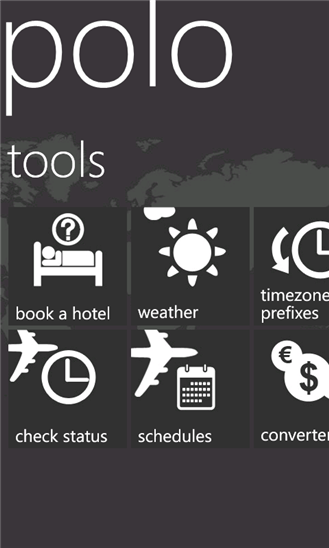 polo
tools
book a hotel
weather
timezone
prefixes
check status
schedules
converter